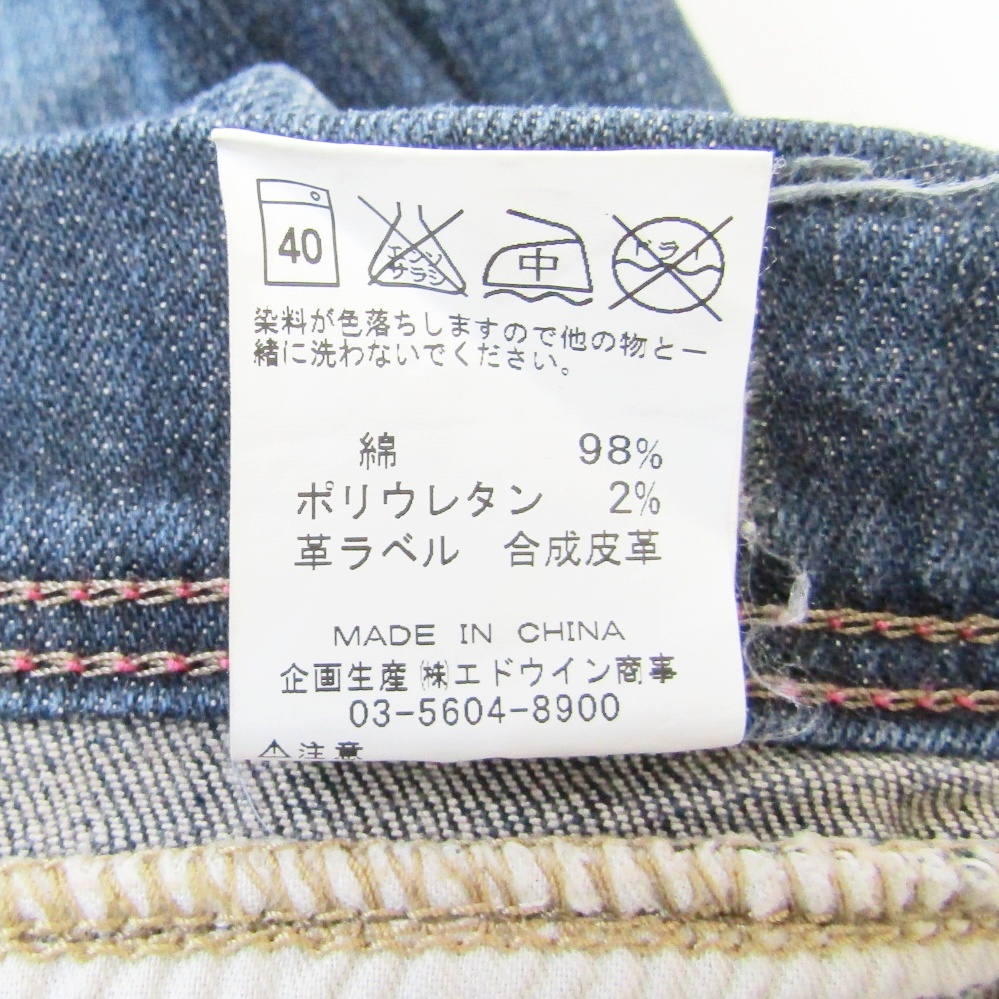 40
エンソ
サラシ
中
ドライ
染料が色落ちしますので他の物と一
緒に洗わないでください。
綿 98%
ポリウレタン 2%
革ラベル 合成皮革
MADE IN CHINA
企画生産 ㈱エドウイン商事
03-5604-8900
⚠注意